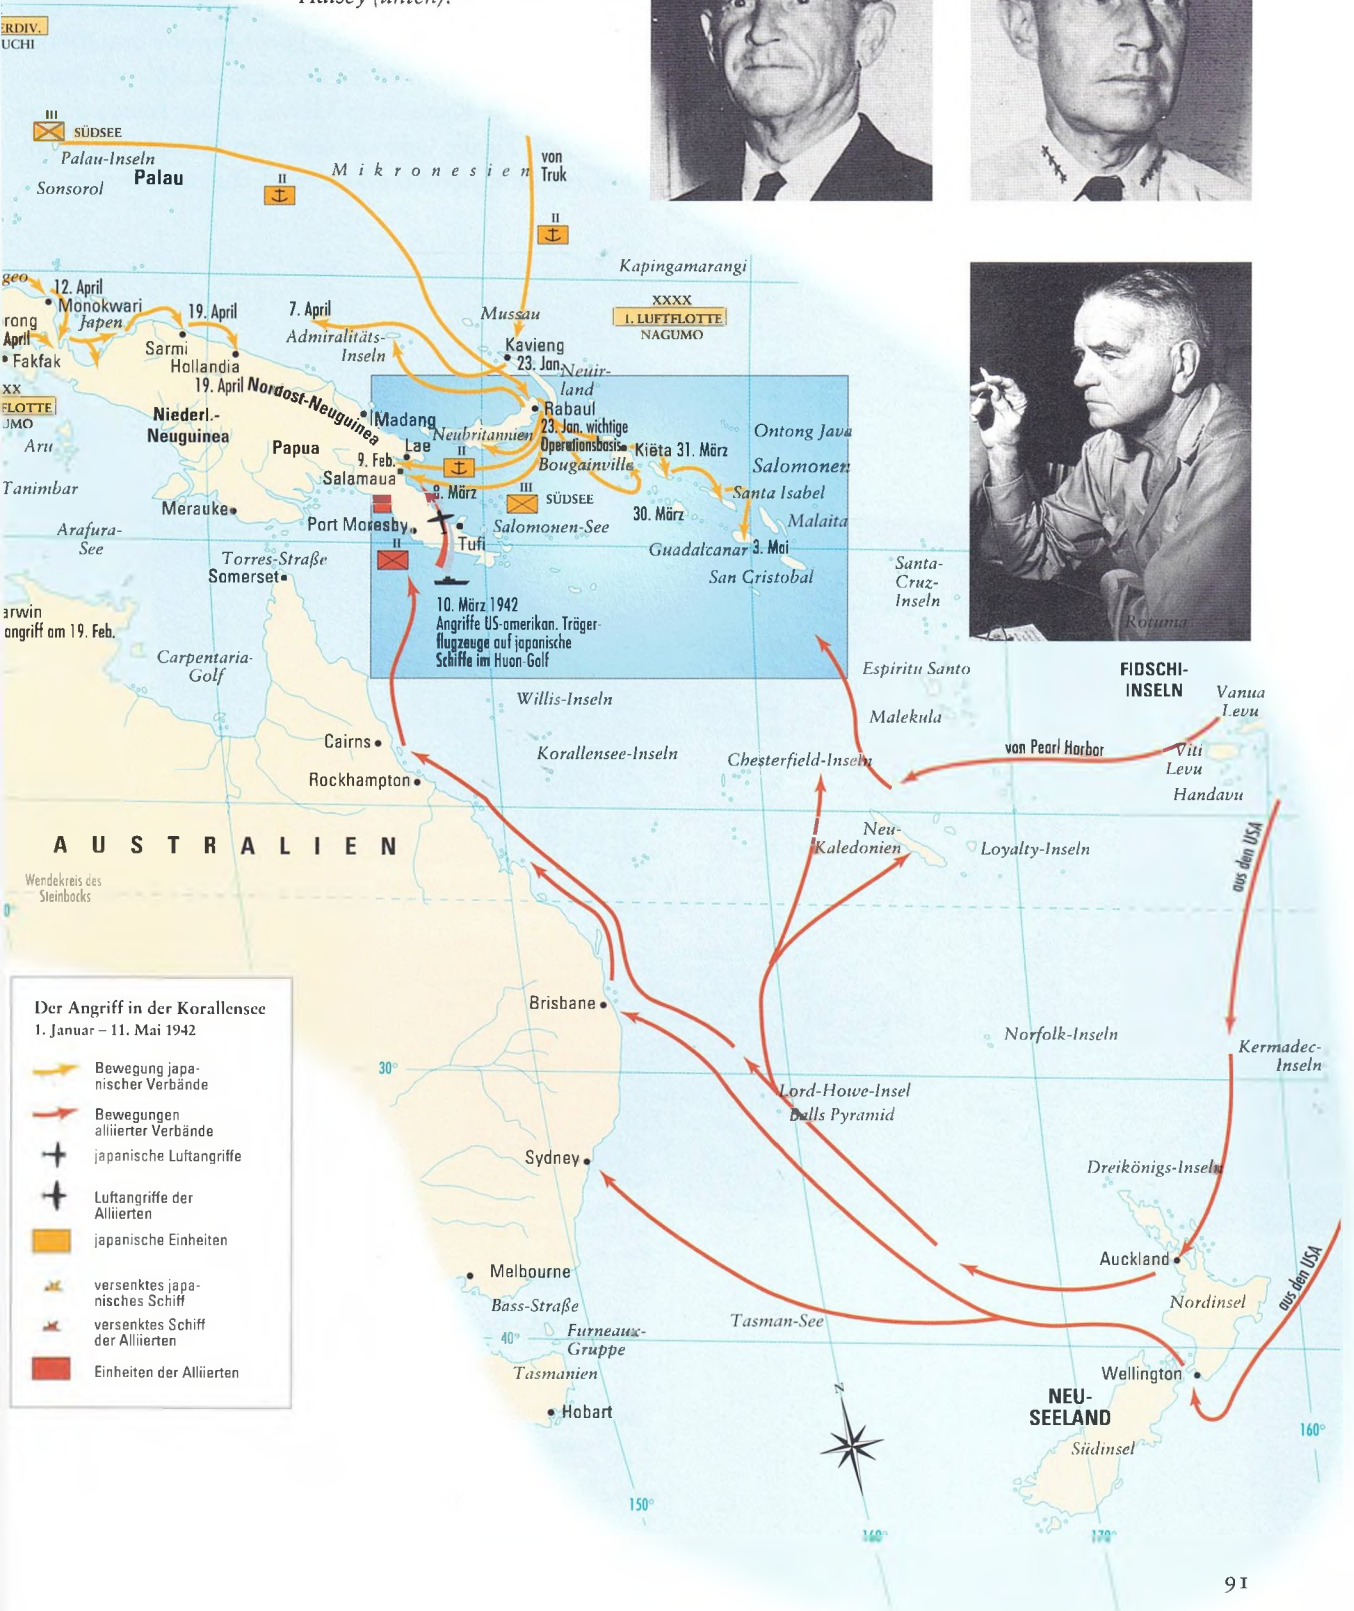 Halsey (unten).
ERDIV.
UCHI
III
SÜDSEE
Palau-Inseln
Palau
Sonsorol
II
Mikronesien
von
Truk
II
Kapingamarangi
XXXX
1. LUFTFLOTTE
NAGUMO
geo
12. April
Monokwari
Japen
rong
April
Fakfak
19. April
Sarmi
Hollandia
19. April
7. April
Admiralitäts-
Inseln
Mussau
Kavieng
23. Jan.
Neuir-
land
XX
FLOTTE
UMO
Aru
Tanimbar
Niederl.-
Neuguinea
Nordost-Neuguinea
Papua
Madang
Lae
9. Feb.
Salamaua
Neubritannien
II
Rabaul
23. Jan. wichtige
Operationsbasis
Kiëta 31. März
Bougainville
Ontong Java
Salomonen
Santa Isabel
Malaita
30. März
Guadalcanar 3. Mai
San Cristobal
8. März
III
SÜDSEE
Salomonen-See
Merauke
Port Moresby
Tufi
II
Arafura-
See
Torres-Straße
Somerset
10. März 1942
Angriffe US-amerikan. Träger-
flugzeuge auf japanische
Schiffe im Huon-Golf
Santa-
Cruz-
Inseln
Rotuma
arwin
angriff am 19. Feb.
Carpentaria-
Golf
Willis-Inseln
Espiritu Santo
FIDSCHI-
INSELN
Vanua
Levu
Malekula
Cairns
Korallensee-Inseln
Chesterfield-Inseln
von Pearl Harbor
Viti
Levu
Rockhampton
Handavu
AUSTRALIEN
Neu-
Kaledonien
Loyalty-Inseln
aus den USA
Wendekreis des
Steinbocks
0°
Der Angriff in der Korallensee
1. Januar – 11. Mai 1942
Bewegung japa-
nischer Verbände
Bewegungen
alliierter Verbände
japanische Luftangriffe
Luftangriffe der
Alliierten
japanische Einheiten
versenktes japa-
nisches Schiff
versenktes Schiff
der Alliierten
Einheiten der Alliierten
Brisbane
Norfolk-Inseln
Kermadec-
Inseln
30°
Lord-Howe-Insel
Balls Pyramid
Sydney
Dreikönigs-Inseln
Auckland
Melbourne
Bass-Straße
Nordinsel
aus den USA
Tasman-See
40°
Furneaux-
Gruppe
Tasmanien
Wellington
Hobart
N
NEU-
SEELAND
Südinsel
160°
150°
160°
170°
91